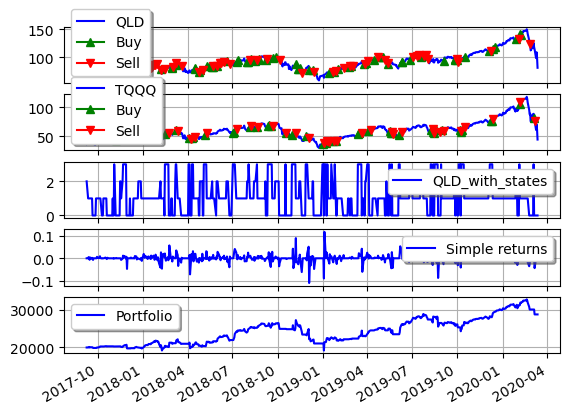 QLD
Buy
Sell
150
100
TQQQ
Buy
Sell
100
50
QLD_with_states
2
0
Simple returns
0.1
0.0
−0.1
Portfolio
30000
20000
2017-10
2018-01
2018-04
2018-07
2018-10
2019-01
2019-04
2019-07
2019-10
2020-01
2020-04